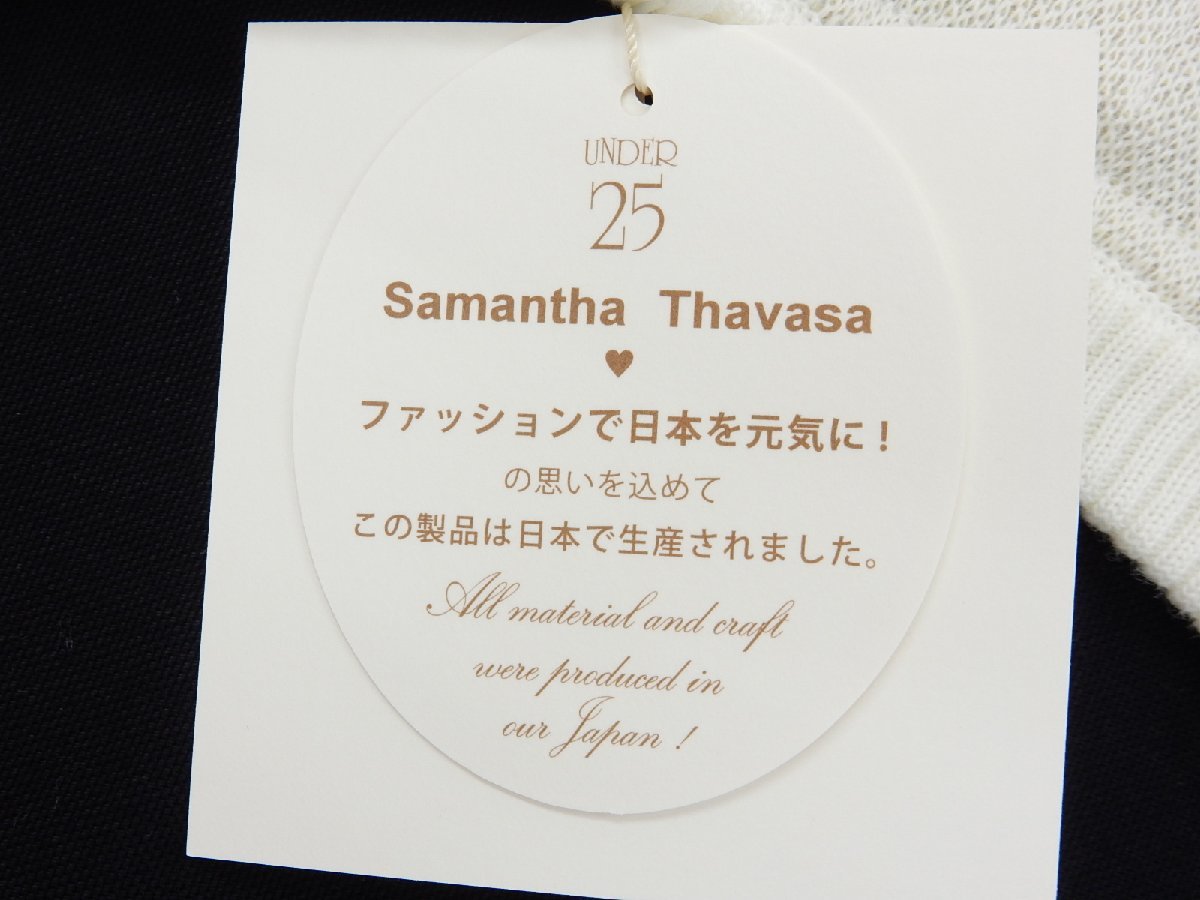 UNDER
25
Samantha Thavasa
♥
ファッションで日本を元気に！
の思いを込めて
この製品は日本で生産されました。
All material and craft
were produced in
our Japan !